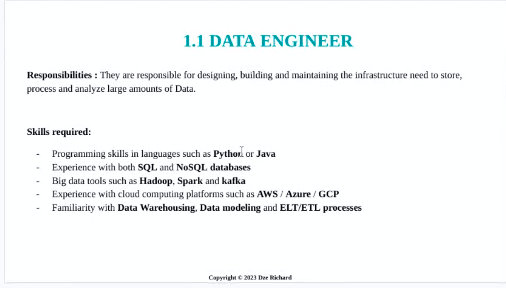 1.1 DATA ENGINEER
Responsibilities : They are responsible for designing, building and maintaining the infrastructure need to store,
process and analyze large amounts of Data.
Skills required:
- Programming skills in languages such as Python or Java
- Experience with both SQL and NoSQL databases
- Big data tools such as Hadoop, Spark and kafka
- Experience with cloud computing platforms such as AWS / Azure / GCP
- Familiarity with Data Warehousing, Data modeling and ELT/ETL processes
Copyright © 2023 Dee Richard